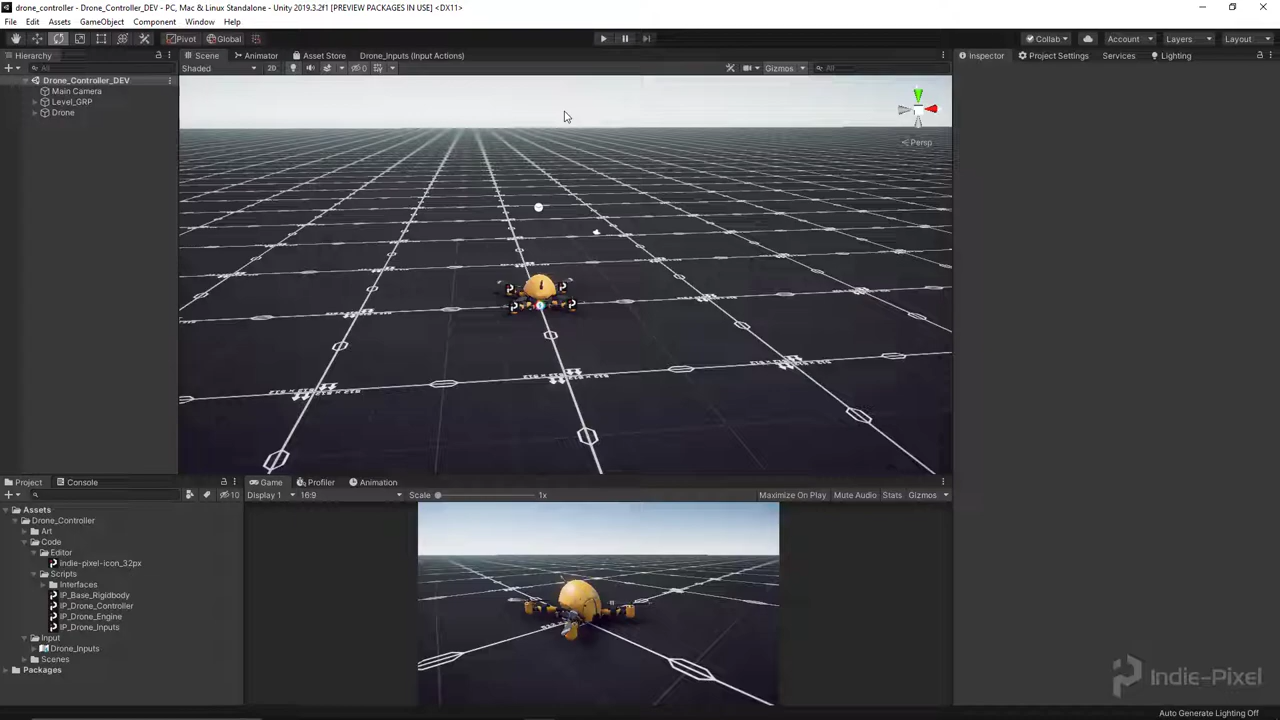 drone_controller - Drone_Controller_DEV - PC, Mac & Linux Standalone - Unity 2019.3.2f1 [PREVIEW PACKAGES IN USE] <DX11>
File Edit Assets GameObject Component Window Help
Pivot Global Collab Account Layers Layout
Hierarchy Scene Animator Asset Store Drone_Inputs (Input Actions) Inspector Project Settings Services Lighting
All Shaded 2D 0 Gizmos All
Drone_Controller_DEV
Main Camera
Level_GRP
Drone
Persp
Project Console Game Profiler Animation
10 Display 1 16:9 Scale 1x Maximize On Play Mute Audio Stats Gizmos
Assets
Drone_Controller
Art
Code
Editor
indie-pixel-icon_32px
Scripts
Interfaces
IP_Base_Rigidbody
IP_Drone_Controller
IP_Drone_Engine
IP_Drone_Inputs
Input
Drone_Inputs
Scenes
Packages
Indie-Pixel
Auto Generate Lighting Off